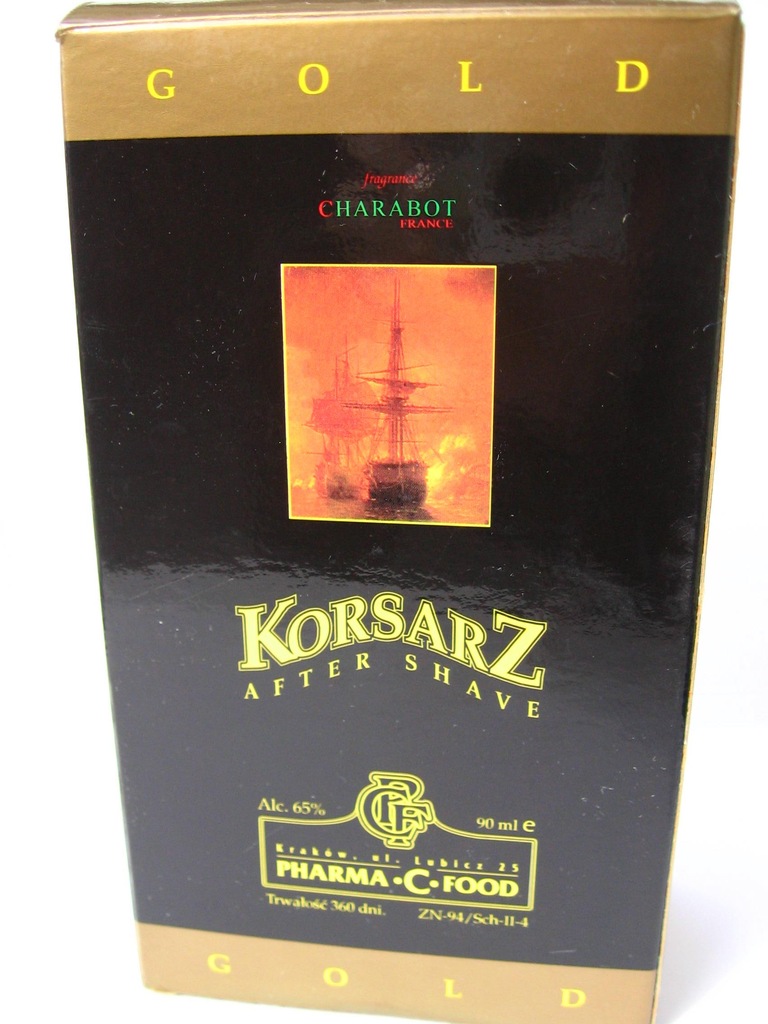 GOLD
fragrance
CHARABOT
FRANCE
KORSARZ
AFTER SHAVE
PCF
Alc. 65%
90 ml e
Kraków, ul. Lubicz 25
PHARMA•C•FOOD
Trwałość 360 dni.
ZN-94/Sch-II-4
GOLD